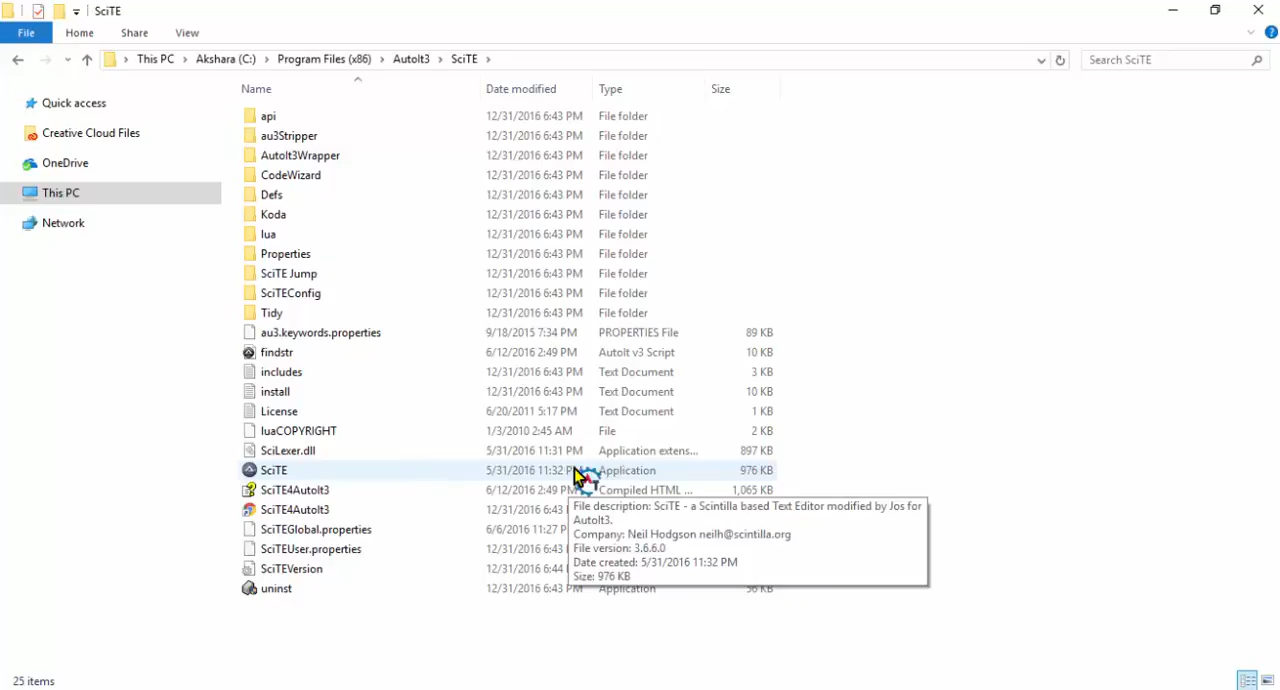 SciTE
File Home Share View
This PC Akshara (C:) Program Files (x86) AutoIt3 SciTE Search SciTE
Name Date modified Type Size
Quick access
Creative Cloud Files
OneDrive
This PC
Network
api 12/31/2016 6:43 PM File folder
au3Stripper 12/31/2016 6:43 PM File folder
AutoIt3Wrapper 12/31/2016 6:43 PM File folder
CodeWizard 12/31/2016 6:43 PM File folder
Defs 12/31/2016 6:43 PM File folder
Koda 12/31/2016 6:43 PM File folder
lua 12/31/2016 6:43 PM File folder
Properties 12/31/2016 6:43 PM File folder
SciTE Jump 12/31/2016 6:43 PM File folder
SciTEConfig 12/31/2016 6:43 PM File folder
Tidy 12/31/2016 6:43 PM File folder
au3.keywords.properties 9/18/2015 7:34 PM PROPERTIES File 89 KB
findstr 6/12/2016 2:49 PM AutoIt v3 Script 10 KB
includes 12/31/2016 6:43 PM Text Document 3 KB
install 12/31/2016 6:43 PM Text Document 10 KB
License 6/20/2011 5:17 PM Text Document 1 KB
luaCOPYRIGHT 1/3/2010 2:45 AM File 2 KB
SciLexer.dll 5/31/2016 11:31 PM Application extens... 897 KB
SciTE 5/31/2016 11:32 Application 976 KB
SciTE4AutoIt3 6/12/2016 2:49 PM Compiled HTML ... 1,065 KB
SciTE4AutoIt3 12/31/2016 6:43
SciTEGlobal.properties 6/6/2016 11:27
SciTEUser.properties 12/31/2016 6:43
SciTEVersion 12/31/2016 6:44
uninst 12/31/2016 6:43 Application KB
File description: SciTE - a Scintilla based Text Editor modified by Jos for
AutoIt3.
Company: Neil Hodgson neilh@scintilla.org
File version: 3.6.6.0
Date created: 5/31/2016 11:32 PM
Size: 976 KB
25 items